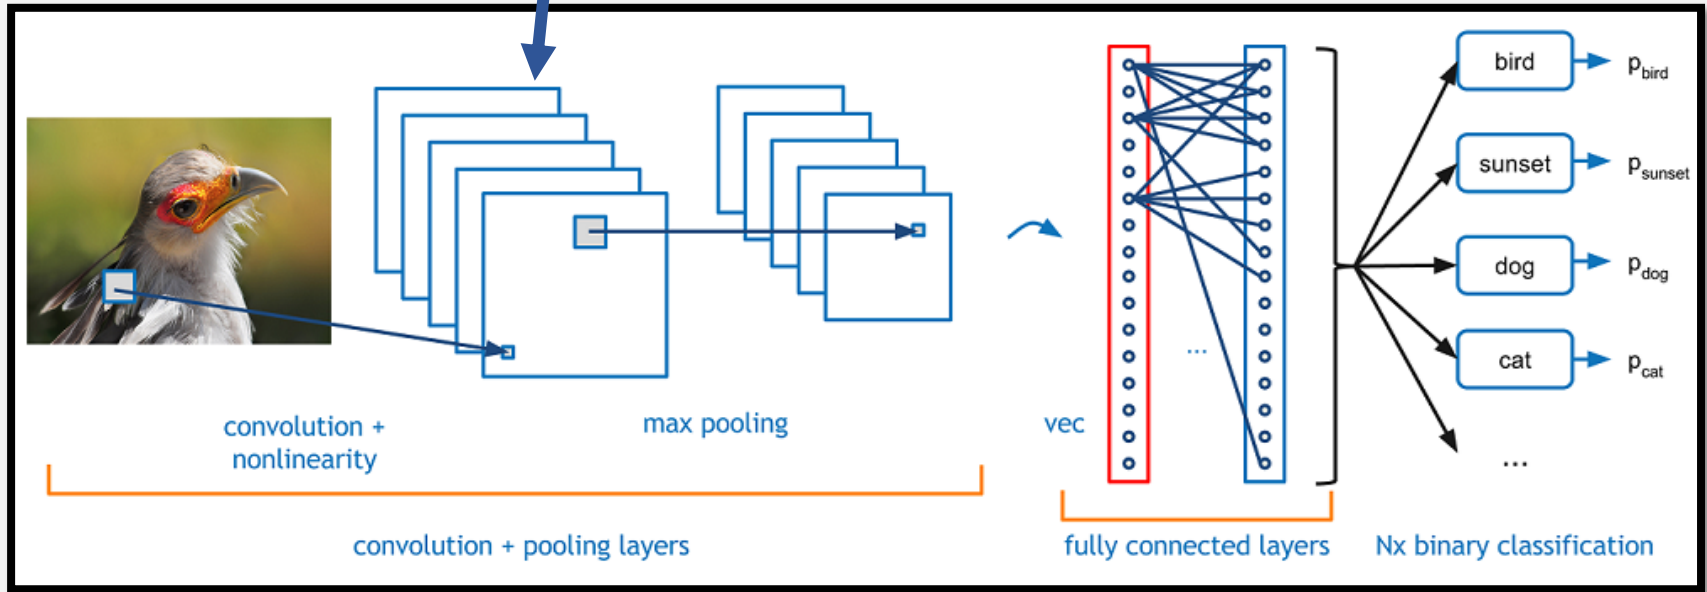 bird
p_bird
sunset
p_sunset
dog
p_dog
cat
p_cat
...
...
convolution +
nonlinearity
max pooling
vec
convolution + pooling layers
fully connected layers
Nx binary classification